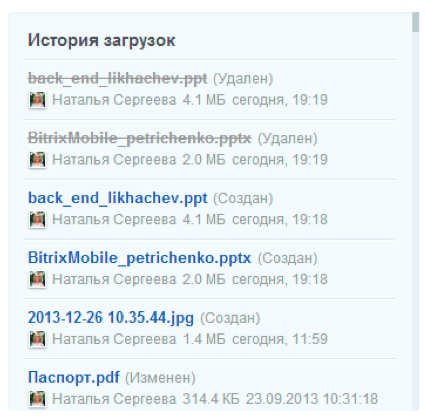 История загрузок
back_end_likhachev.ppt (Удален)
Наталья Сергеева 4.1 МБ сегодня, 19:19
BitrixMobile_petrichenko.pptx (Удален)
Наталья Сергеева 2.0 МБ сегодня, 19:19
back_end_likhachev.ppt (Создан)
Наталья Сергеева 4.1 МБ сегодня, 19:18
BitrixMobile_petrichenko.pptx (Создан)
Наталья Сергеева 2.0 МБ сегодня, 19:18
2013-12-26 10.35.44.jpg (Создан)
Наталья Сергеева 1.4 МБ сегодня, 11:59
Паспорт.pdf (Изменен)
Наталья Сергеева 314.4 КБ 23.09.2013 10:31:18